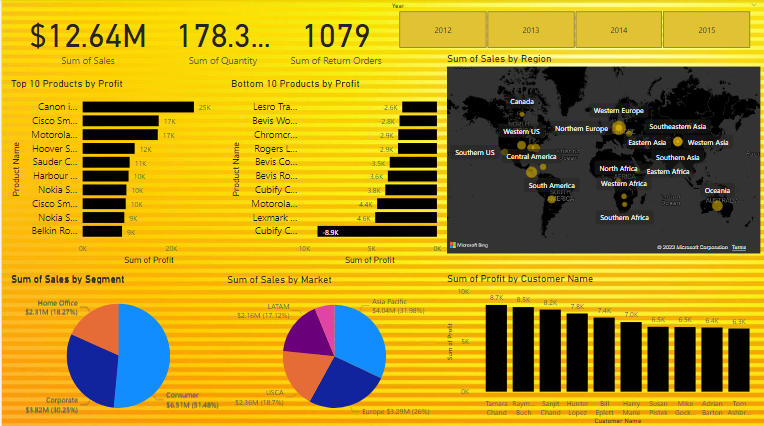 Year
2012 2013 2014 2015
$12.64M 178.3... 1079
Sum of Sales Sum of Quantity Sum of Return Orders
Top 10 Products by Profit
Product Name
Canon i... 25K
Cisco Sm... 17K
Motorola... 17K
Hoover S... 12K
Sauder C... 11K
Harbour ... 10K
Nokia S... 10K
Cisco Sm... 10K
Nokia S... 9K
Belkin Ro... 9K
0K 20K
Sum of Profit
Bottom 10 Products by Profit
Product Name
Lesro Tra... -2.6K
Bevis Wo... -2.8K
Chromcr... -2.9K
Rogers L... -2.9K
Bevis Co... -3.5K
Bevis Ro... -3.6K
Cubify C... -3.8K
Motorola... -4.4K
Lexmark ... -4.6K
Cubify C... -8.9K
10K 5K 0K
Sum of Profit
Sum of Sales by Region
Canada
Western Europe
Western US
Northern Europe
Southeastern Asia
Eastern Asia
Western Asia
Southern US
Central America
Southern Asia
North Africa
Eastern Africa
South America
Western Africa
Oceania
Southern Africa
Microsoft Bing
© 2023 Microsoft Corporation Terms
Sum of Sales by Segment
Home Office
$2.31M (18.27%)
Corporate
$3.82M (30.25%)
Consumer
$6.51M (51.48%)
Sum of Sales by Market
LATAM
$2.16M (17.12%)
Asia Pacific
$4.04M (31.98%)
USCA
$2.36M (18.7%)
Europe $3.29M (26%)
Sum of Profit by Customer Name
Sum of Profit
10K
5K
0K
8.7K 8.5K 8.2K 7.8K 7.4K 7.0K 6.5K 6.5K 6.4K 6.3K
Tamara Raym... Sanjit Hunter Bill Harry Susan Mike Adrian Tom
Chand Buch Chand Lopez Eplett Marie Pistek Gock... Barton Ashbr...
Customer Name